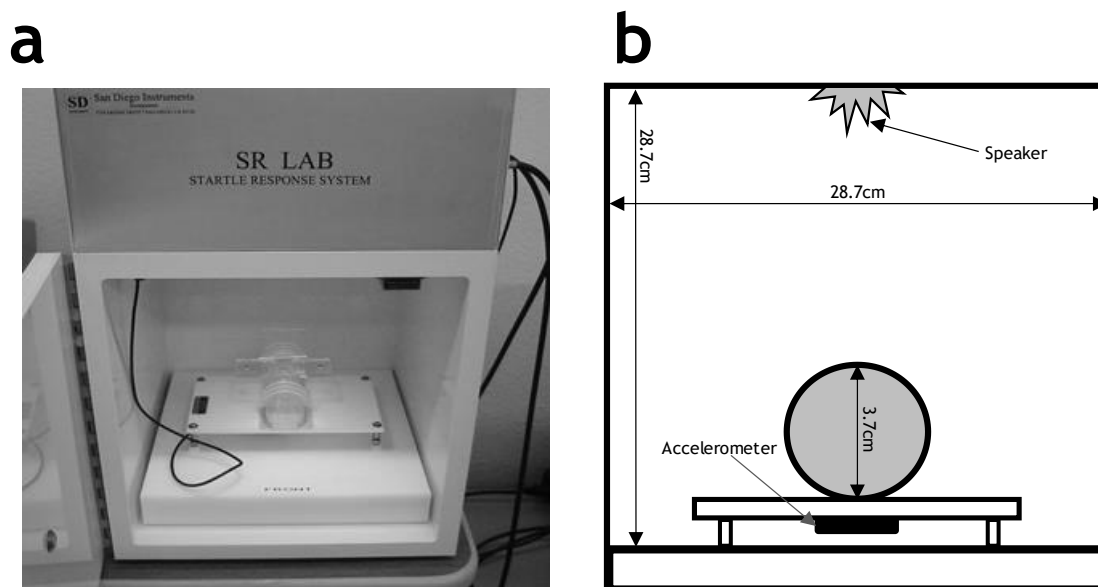 a
b
SD
San Diego Instruments
SR LAB
STARTLE RESPONSE SYSTEM
FRONT
28.7cm
Speaker
28.7cm
3.7cm
Accelerometer